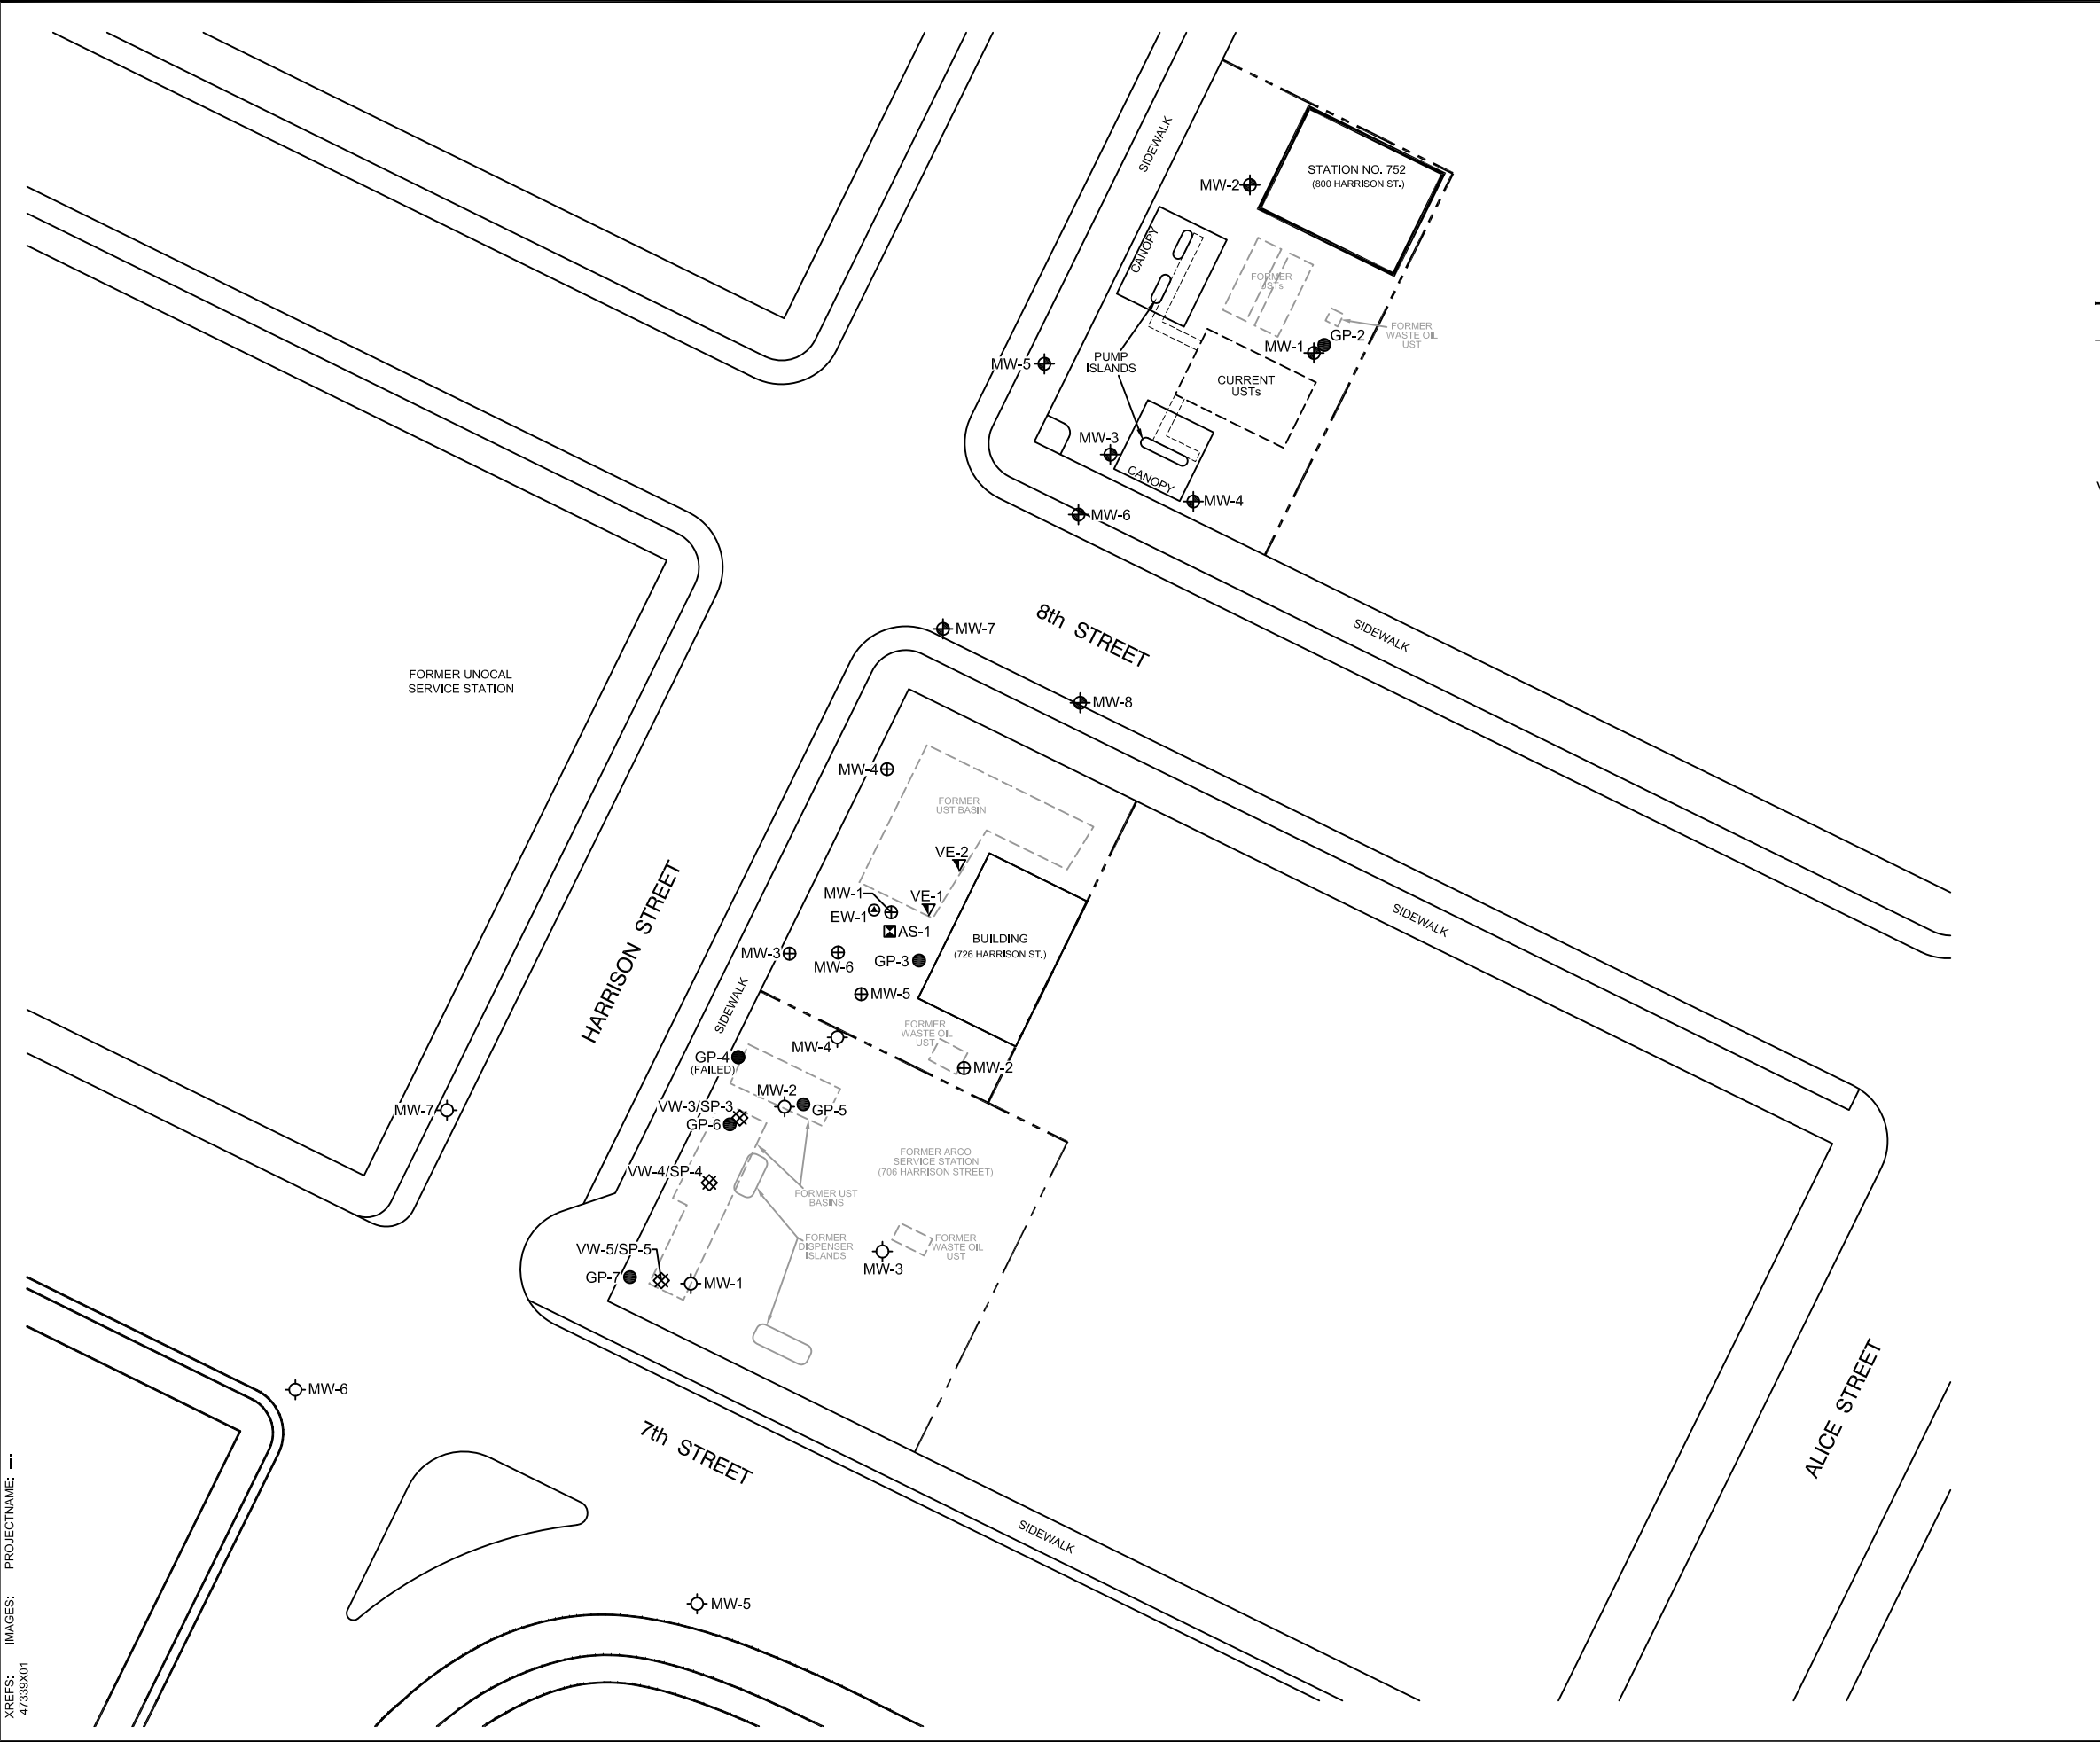 SIDEWALK
STATION NO. 752
(800 HARRISON ST.)
MW-2
CANOPY
FORMER
USTs
FORMER
WASTE OIL
UST
GP-2
MW-1
MW-5
PUMP
ISLANDS
CURRENT
USTs
MW-3
CANOPY
MW-4
MW-6
8th STREET
MW-7
SIDEWALK
FORMER UNOCAL
SERVICE STATION
MW-8
MW-4
FORMER
UST BASIN
VE-2
MW-1
VE-1
EW-1
AS-1
SIDEWALK
BUILDING
(726 HARRISON ST.)
MW-3
MW-6
GP-3
HARRISON STREET
MW-5
SIDEWALK
FORMER
WASTE OIL
UST
MW-4
GP-4
(FAILED)
MW-2
MW-2
VW-3/SP-3
GP-5
MW-7
GP-6
FORMER ARCO
SERVICE STATION
(706 HARRISON STREET)
VW-4/SP-4
FORMER UST
BASINS
FORMER
DISPENSER
ISLANDS
FORMER
WASTE OIL
UST
VW-5/SP-5
MW-3
GP-7
MW-1
MW-6
7th STREET
ALICE STREET
SIDEWALK
MW-5
XREFS:
47339X01
IMAGES:
PROJECTNAME: ---